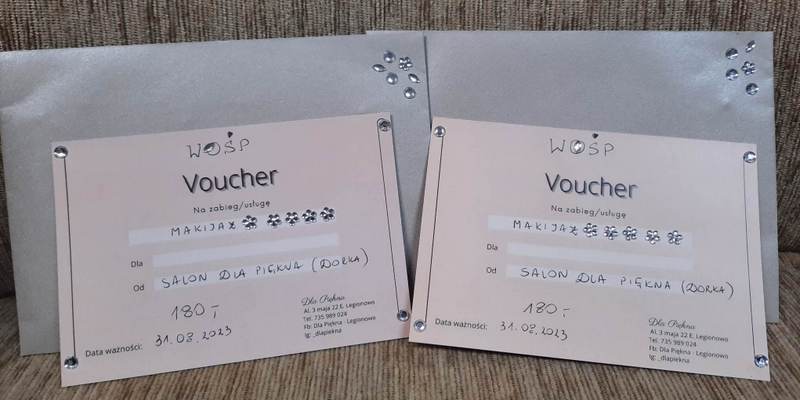 WOŚP
Voucher
Na zabieg/usługę
MAKIJAŻ
Dla
Od SALON DLA PIĘKNA (DORKA)
180,-
Data ważności: 31.08.2023
Dla Piękna
Al. 3 maja 22 E, Legionowo
Tel. 735 989 024
Fb: Dla Piękna - Legionowo
Ig: _dlapiekna
WOŚP
Voucher
Na zabieg/usługę
MAKIJAŻ
Dla
Od SALON DLA PIĘKNA (DORKA)
180,-
Data ważności: 31.08.2023
Dla Piękna
Al. 3 maja 22 E, Legionowo
Tel. 735 989 024
Fb: Dla Piękna - Legionowo
Ig: _dlapiekna